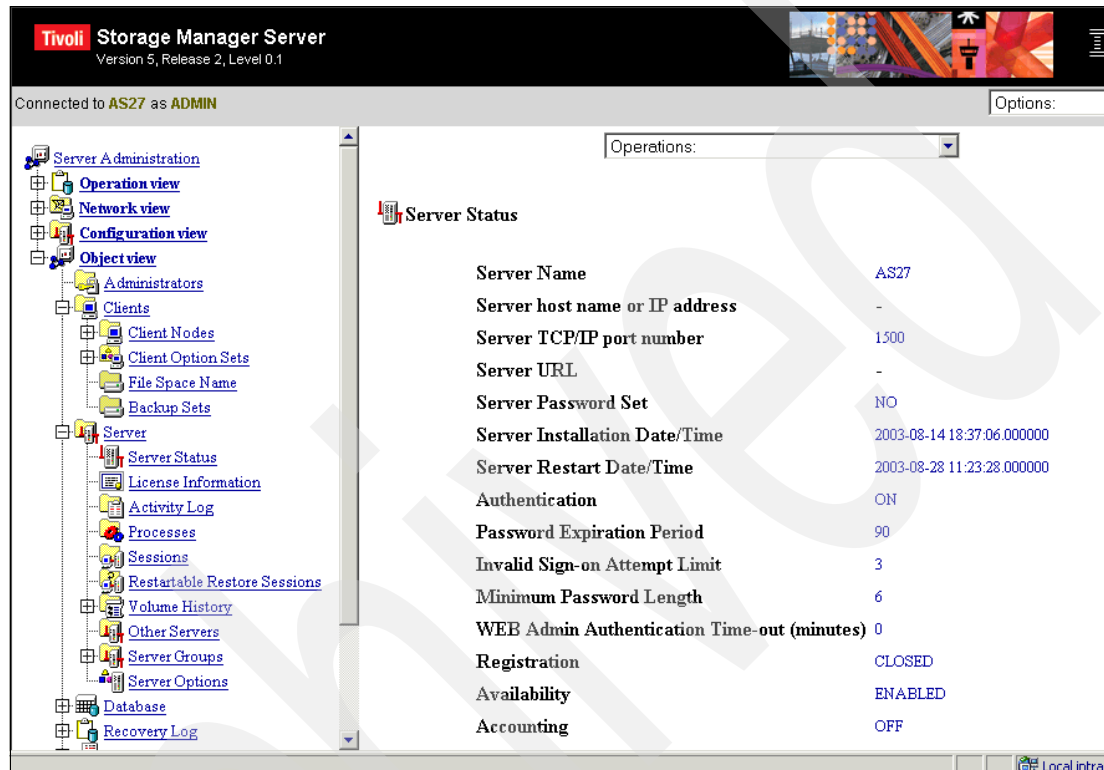 Tivoli Storage Manager Server
Version 5, Release 2, Level 0.1
Connected to AS27 as ADMIN
Options:
Server Administration
Operation view
Network view
Configuration view
Object view
Administrators
Clients
Client Nodes
Client Option Sets
File Space Name
Backup Sets
Server
Server Status
License Information
Activity Log
Processes
Sessions
Restartable Restore Sessions
Volume History
Other Servers
Server Groups
Server Options
Database
Recovery Log
Operations:
Server Status
Server Name AS27
Server host name or IP address -
Server TCP/IP port number 1500
Server URL -
Server Password Set NO
Server Installation Date/Time 2003-08-14 18:37:06.000000
Server Restart Date/Time 2003-08-28 11:23:28.000000
Authentication ON
Password Expiration Period 90
Invalid Sign-on Attempt Limit 3
Minimum Password Length 6
WEB Admin Authentication Time-out (minutes) 0
Registration CLOSED
Availability ENABLED
Accounting OFF
Local intra